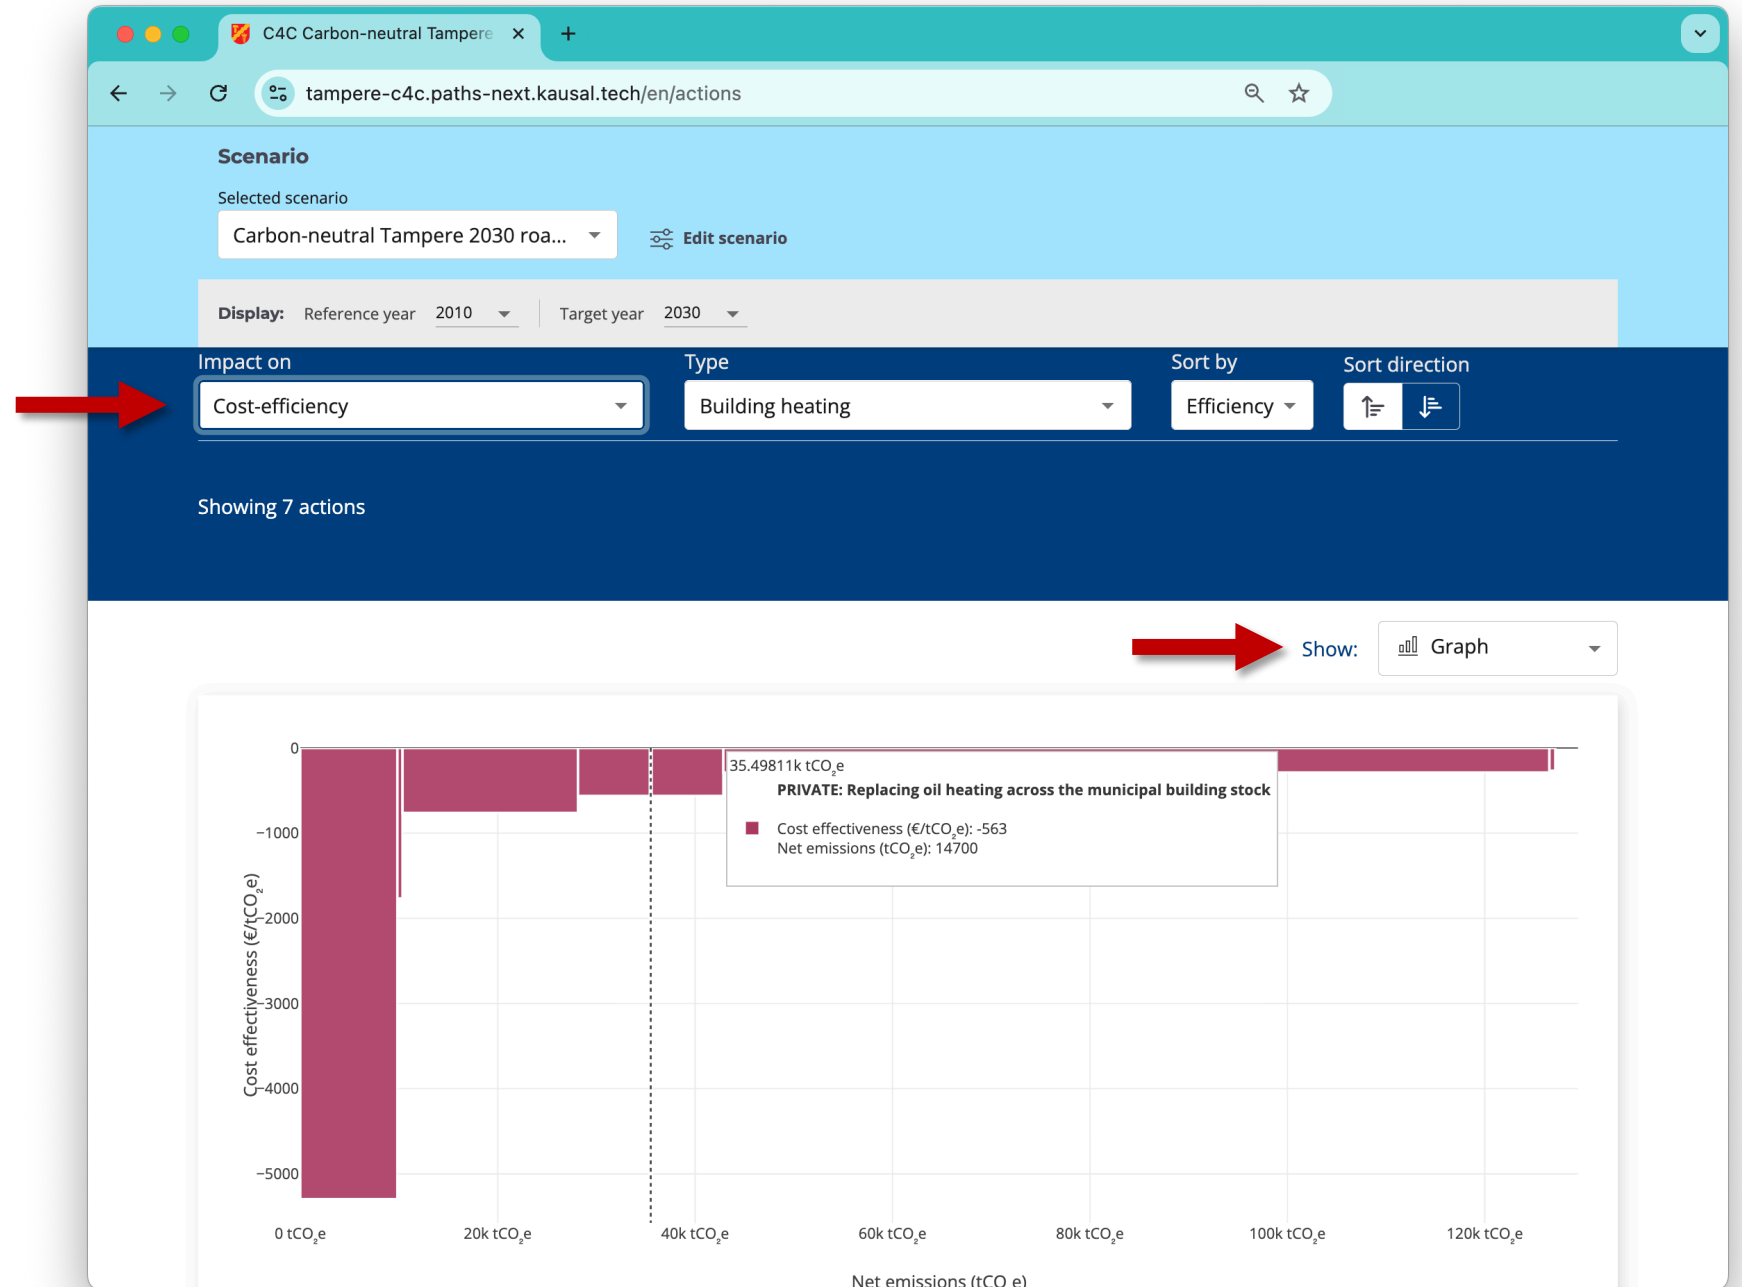 C4C Carbon-neutral Tampere
tampere-c4c.paths-next.kausal.tech/en/actions
Scenario
Selected scenario
Carbon-neutral Tampere 2030 roa...
Edit scenario
Display: Reference year 2010 Target year 2030
Impact on Type Sort by Sort direction
Cost-efficiency Building heating Efficiency
Showing 7 actions
Show: Graph
35.49811k tCO₂e
PRIVATE: Replacing oil heating across the municipal building stock
Cost effectiveness (€/tCO₂e): -563
Net emissions (tCO₂e): 14700
0
−1000
−2000
−3000
−4000
−5000
Cost effectiveness (€/tCO₂e)
0 tCO₂e 20k tCO₂e 40k tCO₂e 60k tCO₂e 80k tCO₂e 100k tCO₂e 120k tCO₂e
Net emissions (tCO₂e)